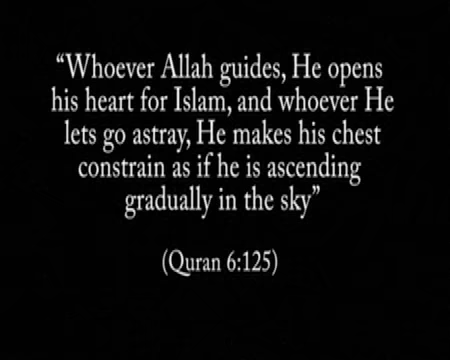 “Whoever Allah guides, He opens
his heart for Islam, and whoever He
lets go astray, He makes his chest
constrain as if he is ascending
gradually in the sky”
(Quran 6:125)